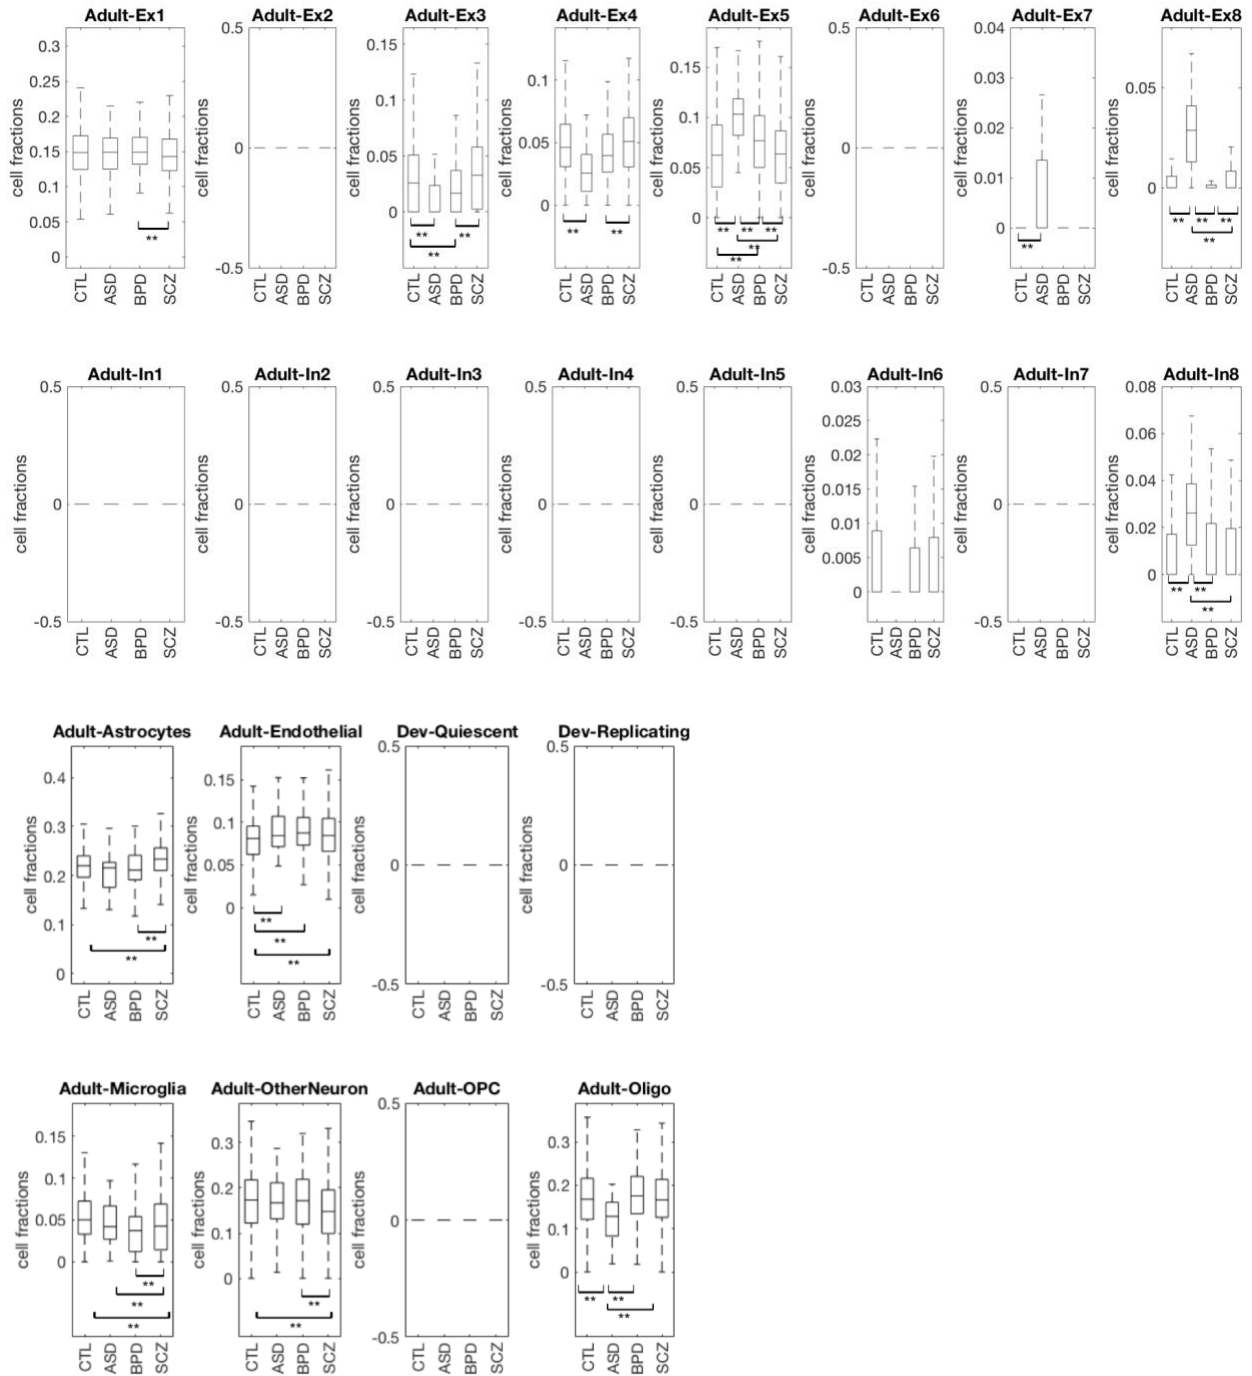 Adult-Ex1 Adult-Ex2 Adult-Ex3 Adult-Ex4 Adult-Ex5 Adult-Ex6 Adult-Ex7 Adult-Ex8
cell fractions 0.3 0.25 0.2 0.15 0.1 0.05 0 **
cell fractions 0.5 0 -0.5
cell fractions 0.15 0.1 0.05 0 ** ** **
cell fractions 0.1 0.05 0 ** **
cell fractions 0.15 0.1 0.05 0 ** ** ** ** **
cell fractions 0.5 0 -0.5
cell fractions 0.04 0.03 0.02 0.01 0 **
cell fractions 0.05 0 ** ** ** **
CTL ASD BPD SCZ CTL ASD BPD SCZ CTL ASD BPD SCZ CTL ASD BPD SCZ CTL ASD BPD SCZ CTL ASD BPD SCZ CTL ASD BPD SCZ CTL ASD BPD SCZ
Adult-In1 Adult-In2 Adult-In3 Adult-In4 Adult-In5 Adult-In6 Adult-In7 Adult-In8
cell fractions 0.5 0 -0.5
cell fractions 0.5 0 -0.5
cell fractions 0.5 0 -0.5
cell fractions 0.5 0 -0.5
cell fractions 0.5 0 -0.5
cell fractions 0.03 0.025 0.02 0.015 0.01 0.005 0
cell fractions 0.5 0 -0.5
cell fractions 0.08 0.06 0.04 0.02 0 ** ** **
CTL ASD BPD SCZ CTL ASD BPD SCZ CTL ASD BPD SCZ CTL ASD BPD SCZ CTL ASD BPD SCZ CTL ASD BPD SCZ CTL ASD BPD SCZ CTL ASD BPD SCZ
Adult-Astrocytes Adult-Endothelial Dev-Quiescent Dev-Replicating
cell fractions 0.4 0.3 0.2 0.1 0 ** **
cell fractions 0.15 0.1 0.05 0 ** ** **
cell fractions 0.5 0 -0.5
cell fractions 0.5 0 -0.5
CTL ASD BPD SCZ CTL ASD BPD SCZ CTL ASD BPD SCZ CTL ASD BPD SCZ
Adult-Microglia Adult-OtherNeuron Adult-OPC Adult-Oligo
cell fractions 0.15 0.1 0.05 0 ** ** **
cell fractions 0.3 0.2 0.1 0 ** **
cell fractions 0.5 0 -0.5
cell fractions 0.3 0.2 0.1 0 ** ** **
CTL ASD BPD SCZ CTL ASD BPD SCZ CTL ASD BPD SCZ CTL ASD BPD SCZ